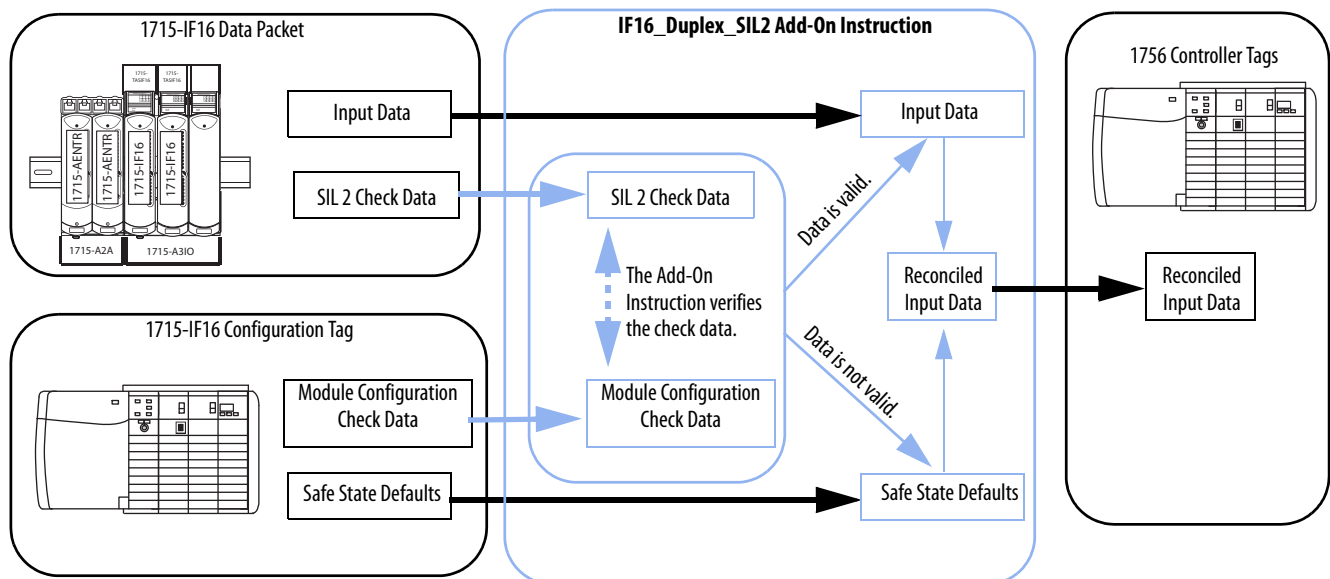 1715-IF16 Data Packet
1715-
TASIF16
1715-
TASIF16
1715-AENTR
1715-AENTR
1715-IF16
1715-IF16
1715-A2A
1715-A3IO
Input Data
SIL 2 Check Data
1715-IF16 Configuration Tag
Module Configuration
Check Data
Safe State Defaults
IF16_Duplex_SIL2 Add-On Instruction
Input Data
SIL 2 Check Data
The Add-On
Instruction verifies
the check data.
Module Configuration
Check Data
Data is valid.
Data is not valid.
Reconciled
Input Data
Safe State Defaults
1756 Controller Tags
Reconciled
Input Data